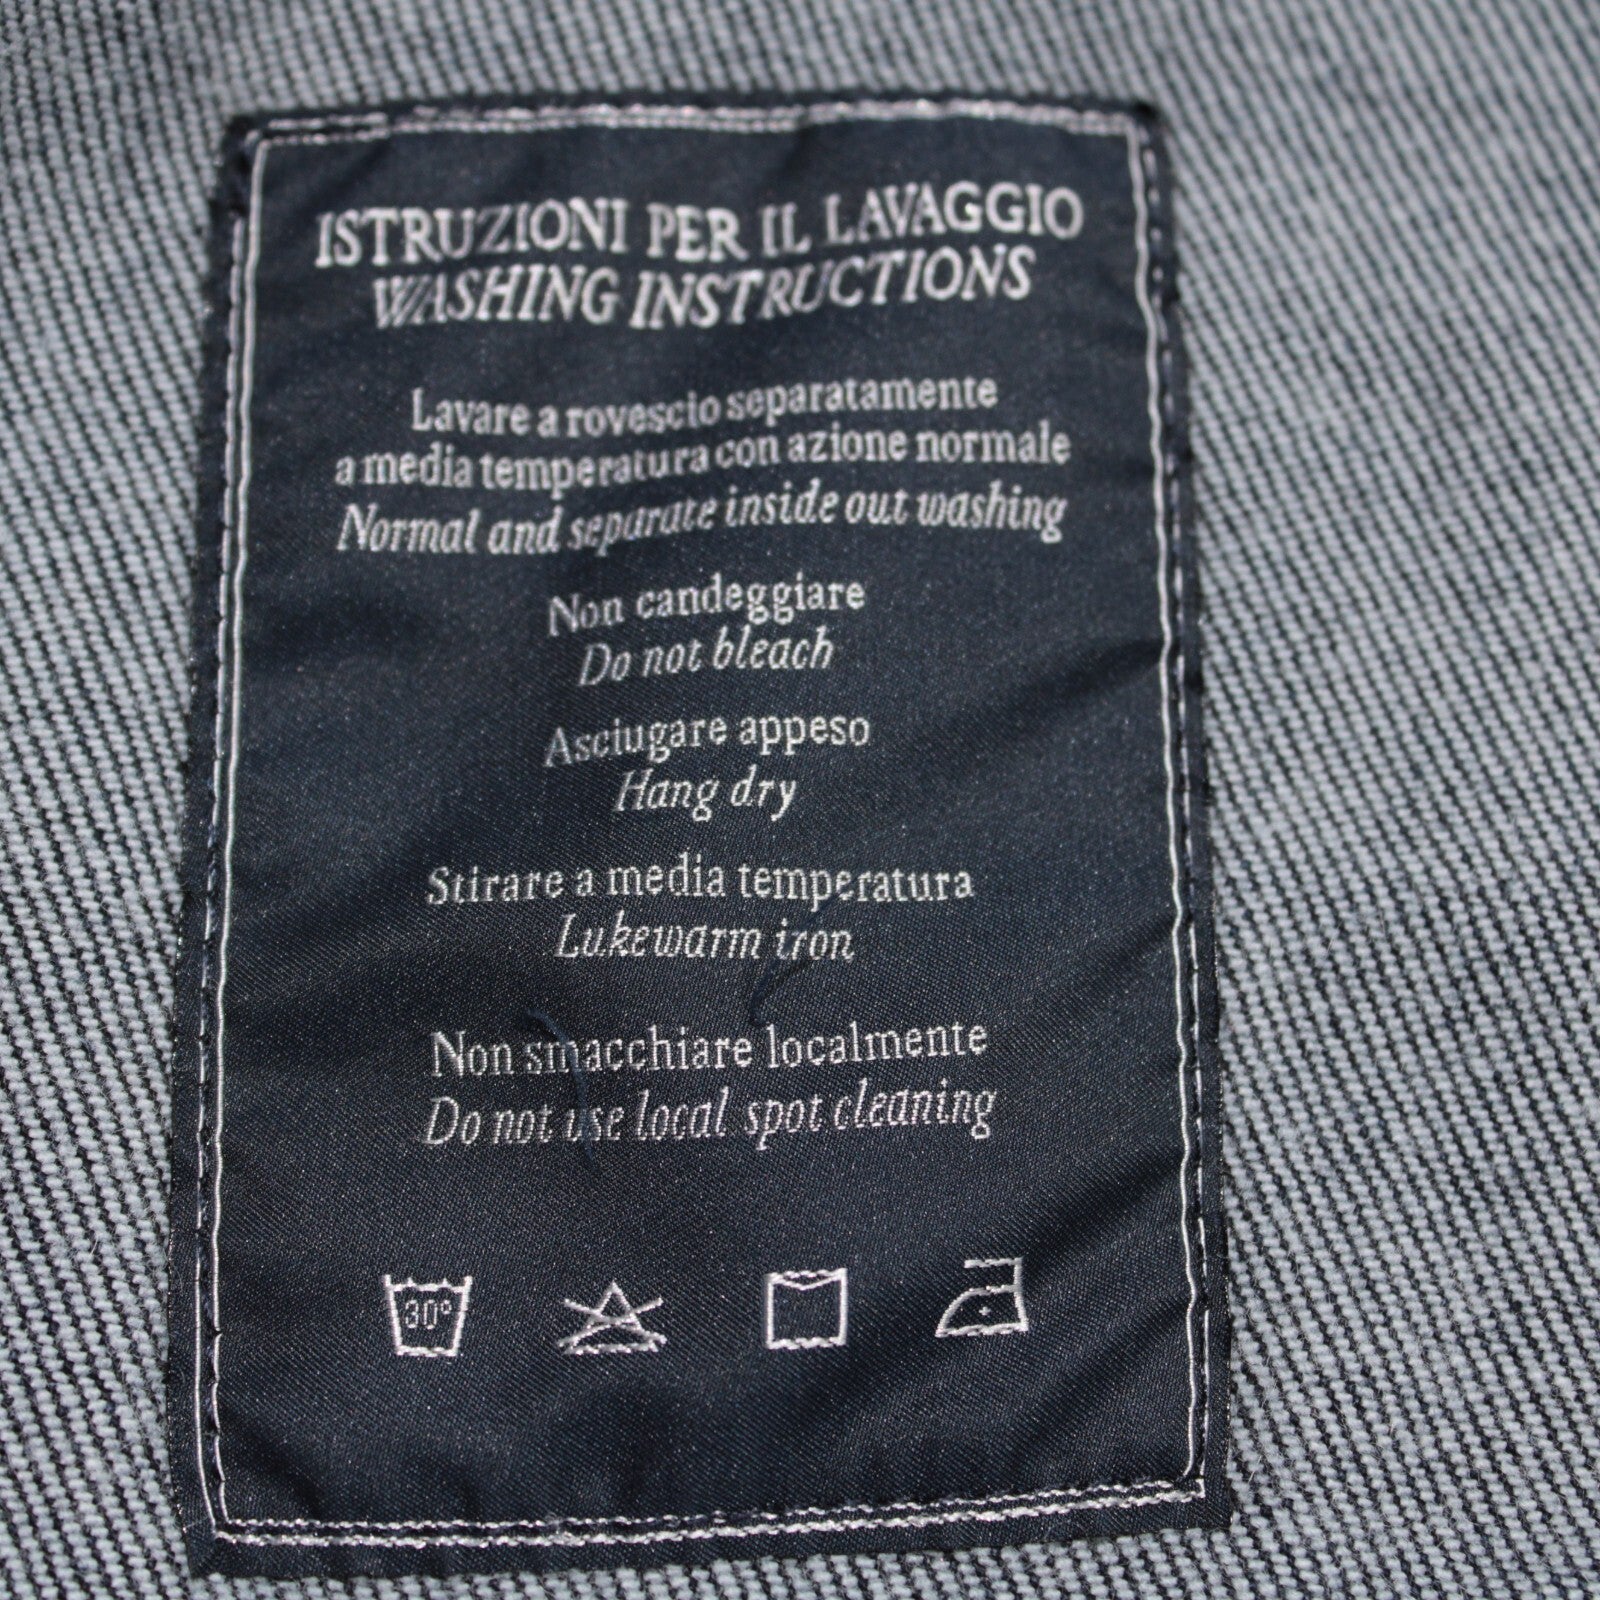 ISTRUZIONI PER IL LAVAGGIO
WASHING INSTRUCTIONS
Lavare a rovescio separatamente
a media temperatura con azione normale
Normal and separate inside out washing
Non candeggiare
Do not bleach
Asciugare appeso
Hang dry
Stirare a media temperatura
Lukewarm iron
Non smacchiare localmente
Do not use local spot cleaning
30°